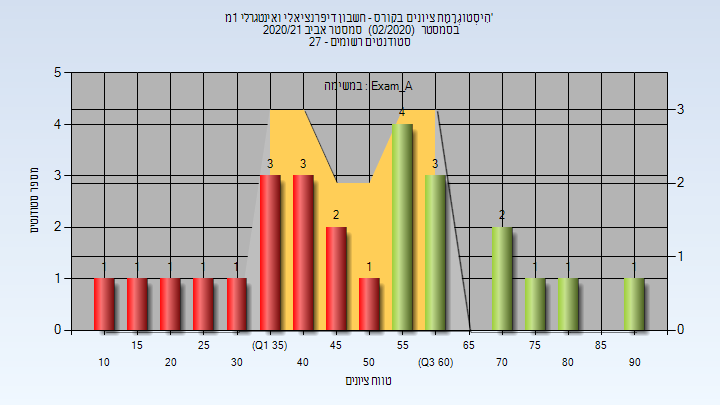 הִיסְטוֹגְרָמַת ציונים בקורס - חשבון דיפרנציאלי ואינטגרלי 1מ'
בסמסטר (02/2020) סמסטר אביב 2020/21
סטודנטים רשומים - 27
במשימה : Exam_A
מספר סטודנטים
5
4
3
2
1
0
3
2
1
0
1 1 1 1 1 3 3 2 1 4 3 2 1 1 1
15 25 (Q1 35) 45 55 65 75 85
10 20 30 40 50 (Q3 60) 70 80 90
טווח ציונים